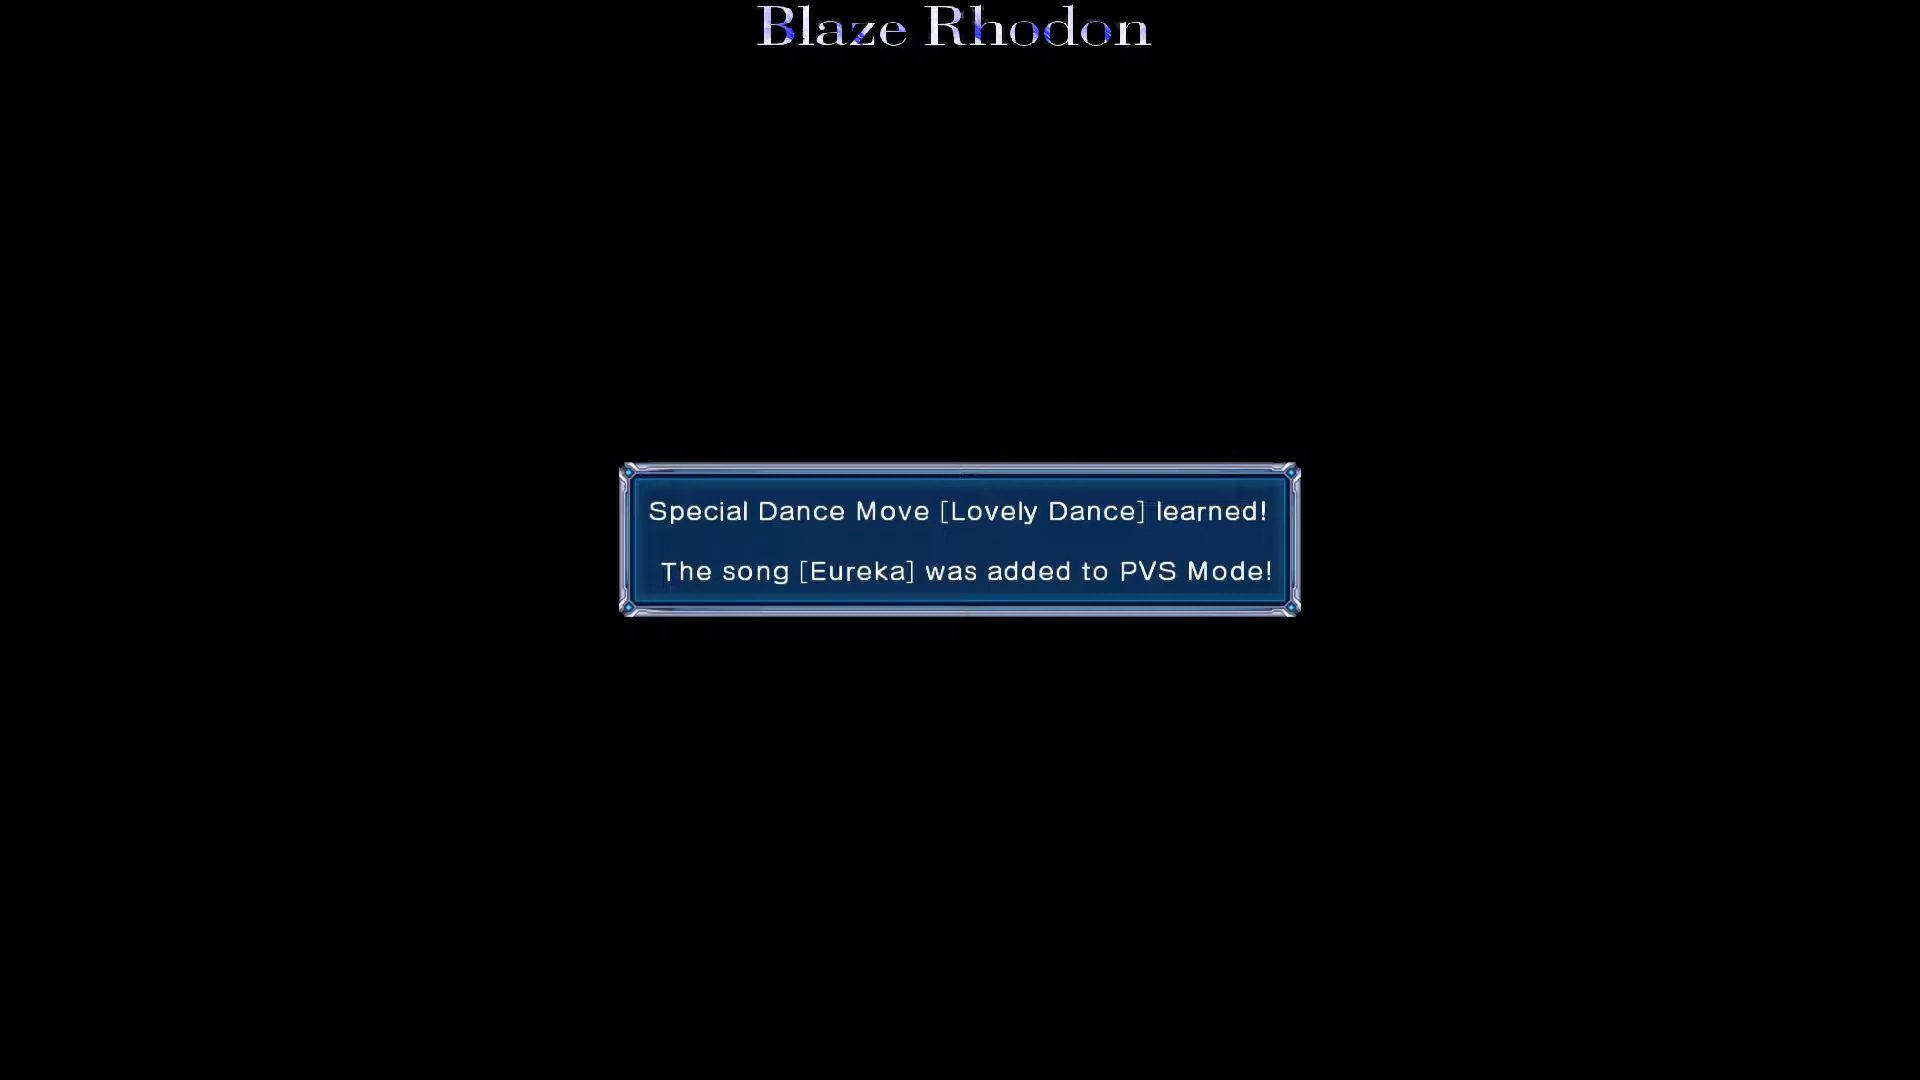 Blaze Rhodon
Special Dance Move [Lovely Dance] learned!
The song [Eureka] was added to PVS Mode!